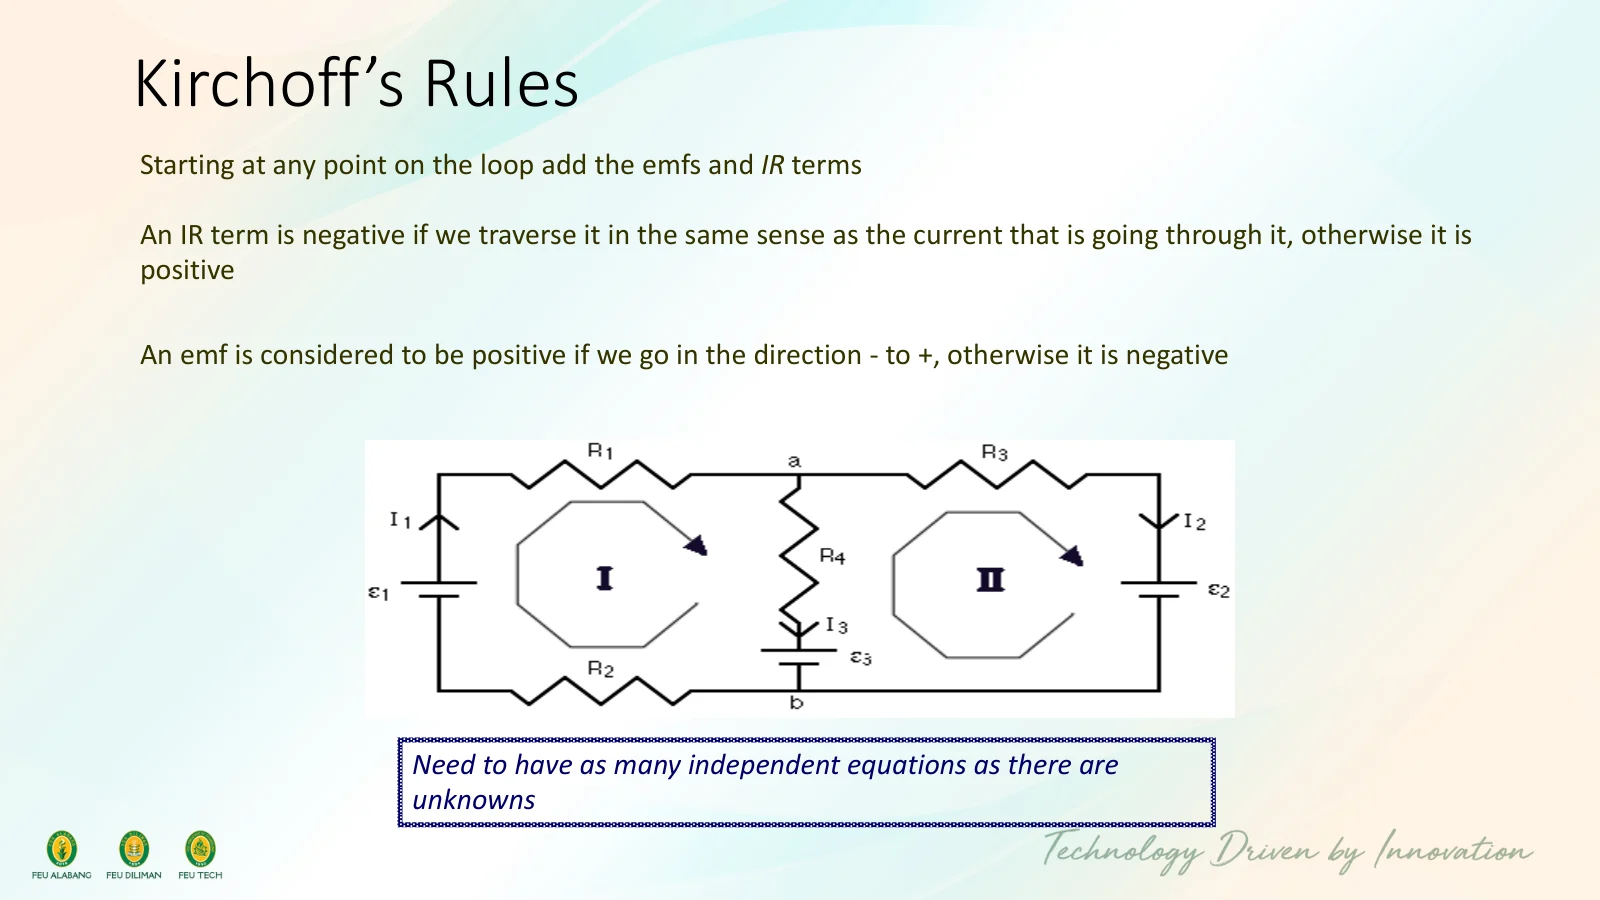 Kirchoff’s Rules
Starting at any point on the loop add the emfs and IR terms
An IR term is negative if we traverse it in the same sense as the current that is going through it, otherwise it is
positive
An emf is considered to be positive if we go in the direction - to +, otherwise it is negative
R1
a
R3
I1
I2
R4
I
II
ε1
ε2
I3
ε3
R2
b
Need to have as many independent equations as there are
unknowns
Technology Driven by Innovation
FEU ALABANG
FEU DILIMAN
FEU TECH